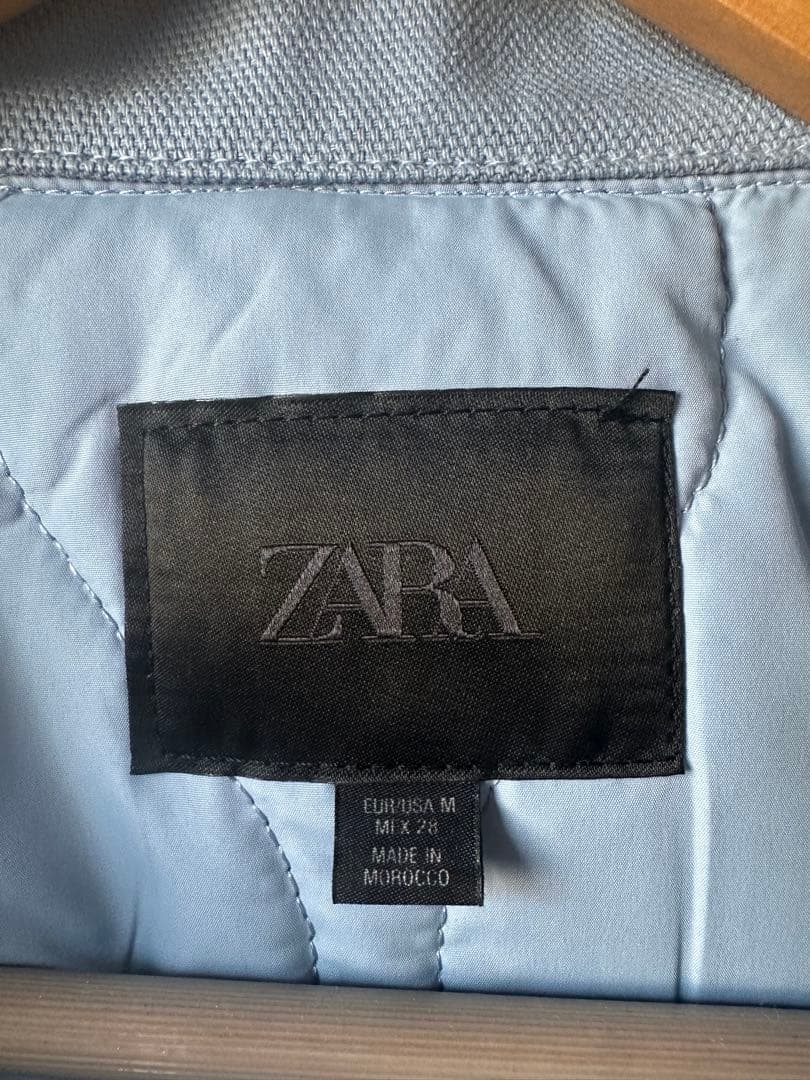 ZARA
EUR/USA M
MEX 28
MADE IN
MOROCCO